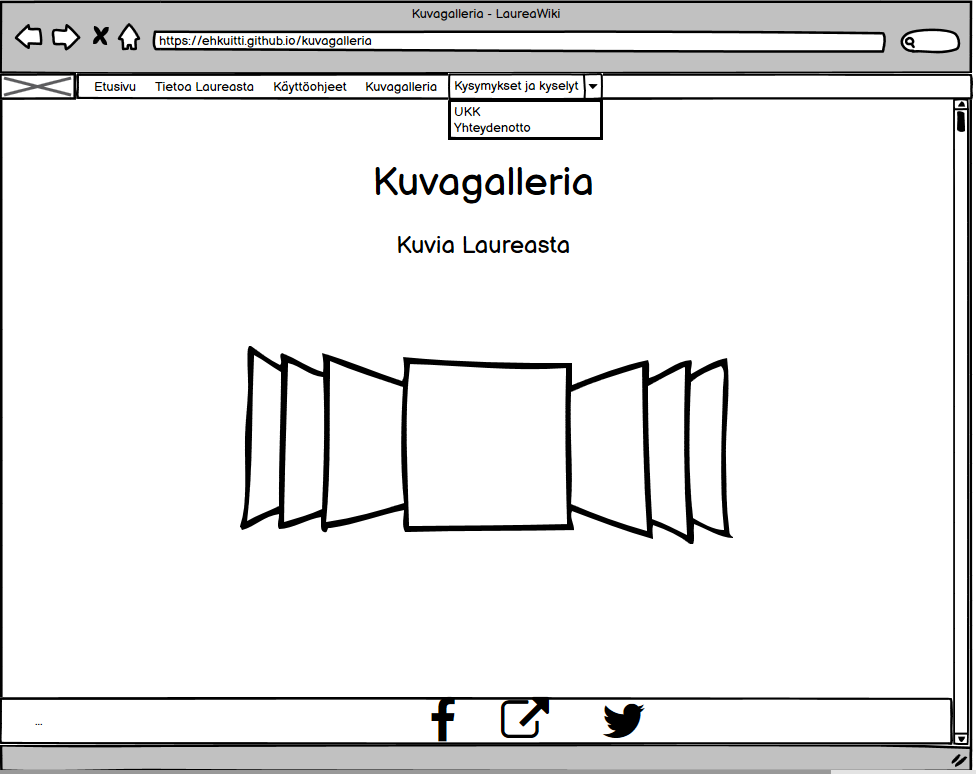 Kuvagalleria - LaureaWiki
https://ehkuitti.github.io/kuvagalleria
Etusivu Tietoa Laureasta Käyttöohjeet Kuvagalleria Kysymykset ja kyselyt
UKK
Yhteydenotto
Kuvagalleria
Kuvia Laureasta
...